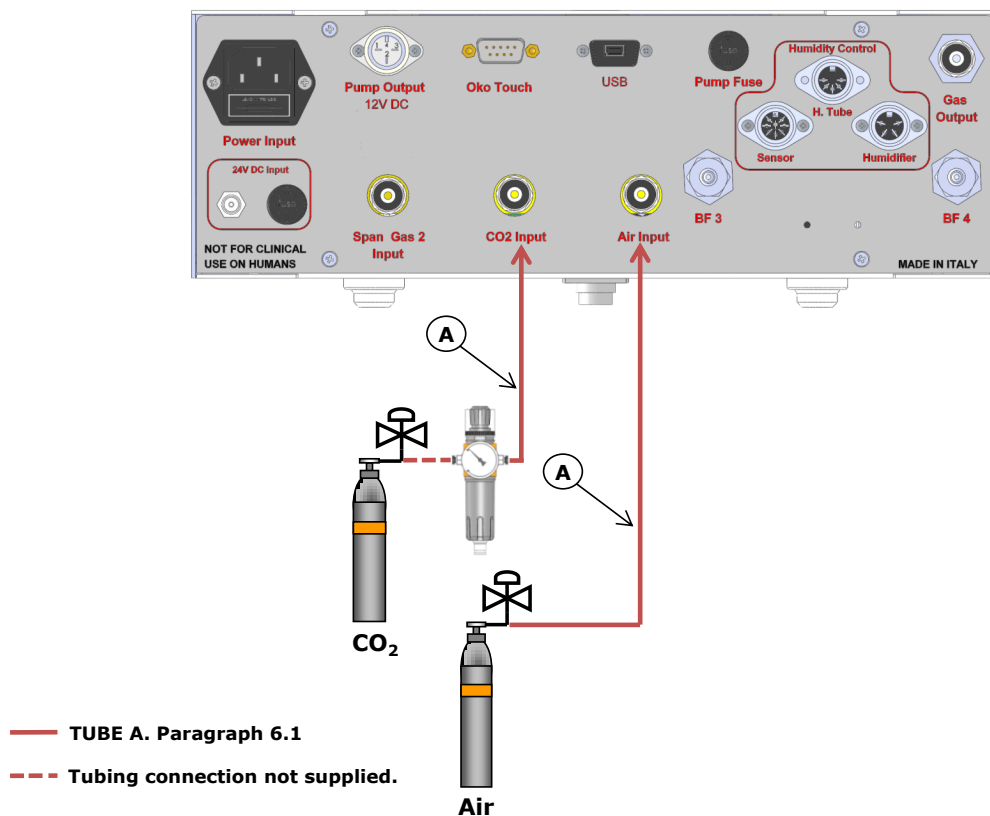 Humidity Control
Pump Output
12V DC
Oko Touch
USB
Pump Fuse
H. Tube
Gas
Output
Power Input
Sensor
Humidifier
24V DC Input
BF 3
BF 4
Span Gas 2
Input
CO2 Input
Air Input
NOT FOR CLINICAL
USE ON HUMANS
MADE IN ITALY
A
A
CO2
TUBE A. Paragraph 6.1
Tubing connection not supplied.
Air